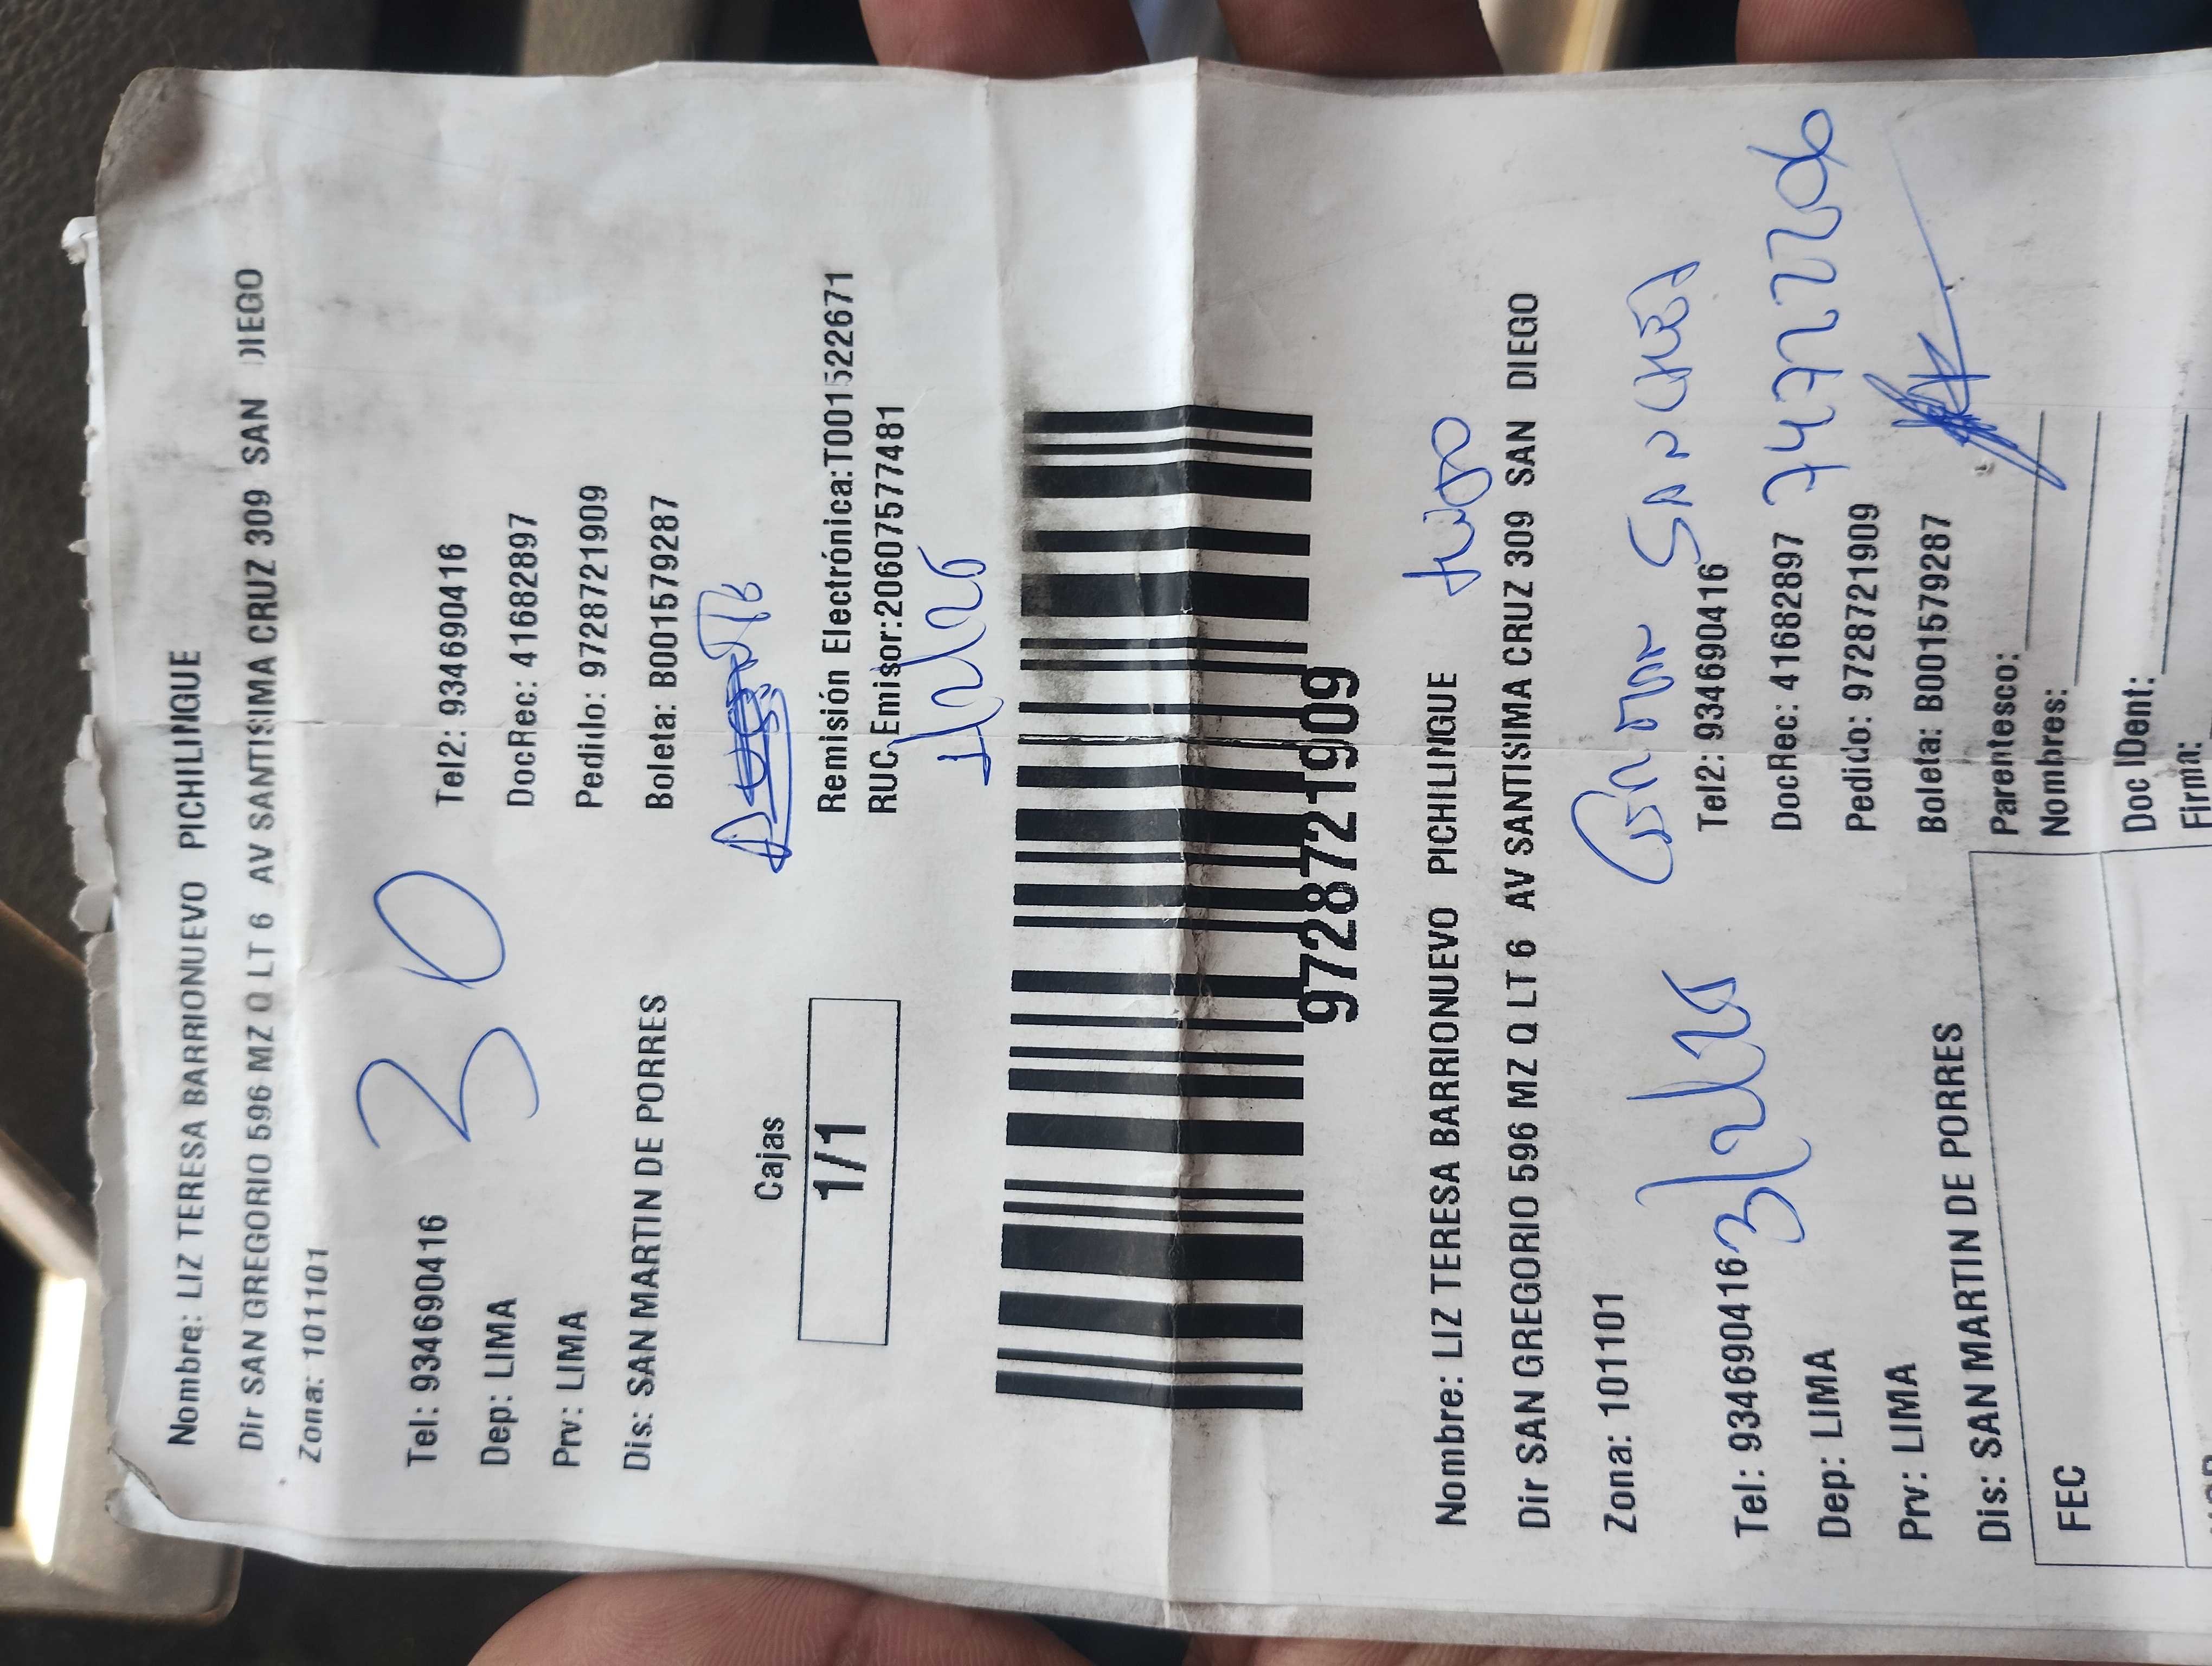 Nombre: LIZ TERESA BARRIONUEVO PICHILINGUE
Dir SAN GREGORIO 596 MZ Q LT 6 AV SANTISIMA CRUZ 309 SAN DIEGO
Zona: 101101
30
Tel: 934690416 Tel2: 934690416
Dep: LIMA DocRec: 41682897
Prv: LIMA Pedido: 9728721909
Dis: SAN MARTIN DE PORRES Boleta: B001579287
Cajas
1/1
Remisión Electrónica:T001522671
RUC Emisor:20607577481
9728721909
Nombre: LIZ TERESA BARRIONUEVO PICHILINGUE
Dir SAN GREGORIO 596 MZ Q LT 6 AV SANTISIMA CRUZ 309 SAN DIEGO
Zona: 101101
SANCHEZ
Tel: 934690416 Tel2: 934690416
Dep: LIMA DocRec: 41682897
Prv: LIMA Pedido: 9728721909
Dis: SAN MARTIN DE PORRES Boleta: B001579287
Parentesco:
FEC Nombres:
Doc IDent:
Firma: